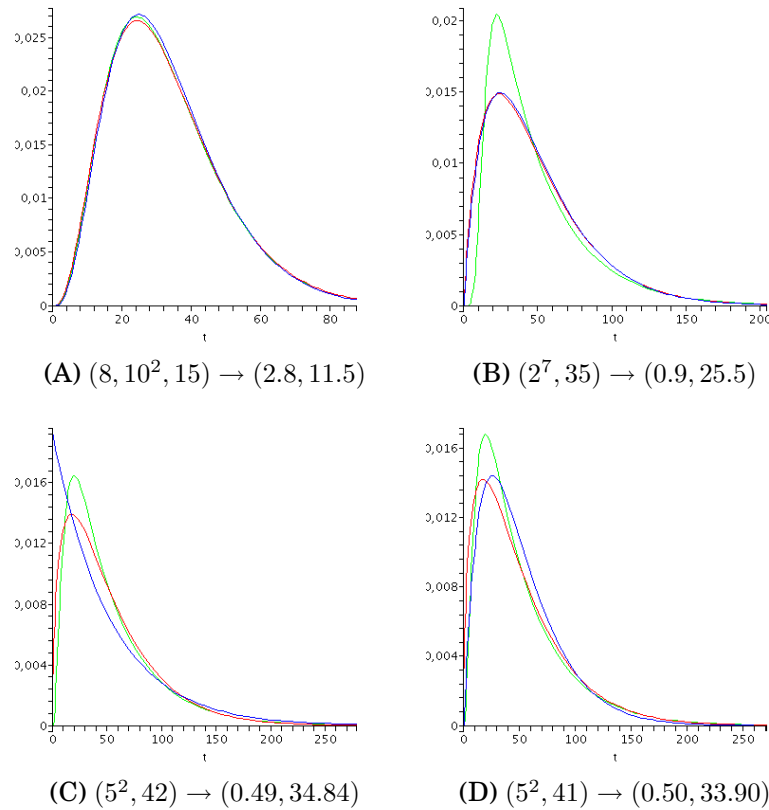 0,025
0,02
0,015
0,01
0,005
0
0 20 40 60 80
t
(A) (8, 10², 15) → (2.8, 11.5)
0,02
0,015
0,01
0,005
0
0 50 100 150 200
t
(B) (2⁷, 35) → (0.9, 25.5)
0,016
0,012
0,008
0,004
0
0 50 100 150 200 250
t
(C) (5², 42) → (0.49, 34.84)
0,016
0,012
0,008
0,004
0
0 50 100 150 200 250
t
(D) (5², 41) → (0.50, 33.90)